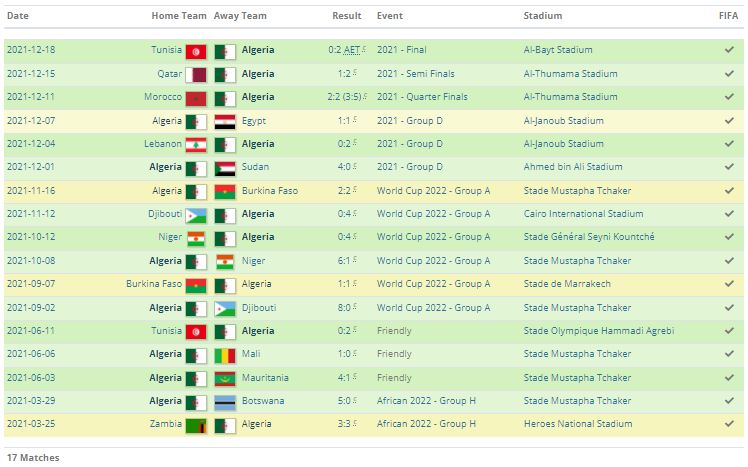 Date Home Team Away Team Result Event Stadium FIFA
2021-12-18 Tunisia Algeria 0:2 AET 2021 - Final Al-Bayt Stadium
2021-12-15 Qatar Algeria 1:2 2021 - Semi Finals Al-Thumama Stadium
2021-12-11 Morocco Algeria 2:2 (3:5) 2021 - Quarter Finals Al-Thumama Stadium
2021-12-07 Algeria Egypt 1:1 2021 - Group D Al-Janoub Stadium
2021-12-04 Lebanon Algeria 0:2 2021 - Group D Al-Janoub Stadium
2021-12-01 Algeria Sudan 4:0 2021 - Group D Ahmed bin Ali Stadium
2021-11-16 Algeria Burkina Faso 2:2 World Cup 2022 - Group A Stade Mustapha Tchaker
2021-11-12 Djibouti Algeria 0:4 World Cup 2022 - Group A Cairo International Stadium
2021-10-12 Niger Algeria 0:4 World Cup 2022 - Group A Stade Général Seyni Kountché
2021-10-08 Algeria Niger 6:1 World Cup 2022 - Group A Stade Mustapha Tchaker
2021-09-07 Burkina Faso Algeria 1:1 World Cup 2022 - Group A Stade de Marrakech
2021-09-02 Algeria Djibouti 8:0 World Cup 2022 - Group A Stade Mustapha Tchaker
2021-06-11 Tunisia Algeria 0:2 Friendly Stade Olympique Hammadi Agrebi
2021-06-06 Algeria Mali 1:0 Friendly Stade Mustapha Tchaker
2021-06-03 Algeria Mauritania 4:1 Friendly Stade Mustapha Tchaker
2021-03-29 Algeria Botswana 5:0 African 2022 - Group H Stade Mustapha Tchaker
2021-03-25 Zambia Algeria 3:3 African 2022 - Group H Heroes National Stadium
17 Matches